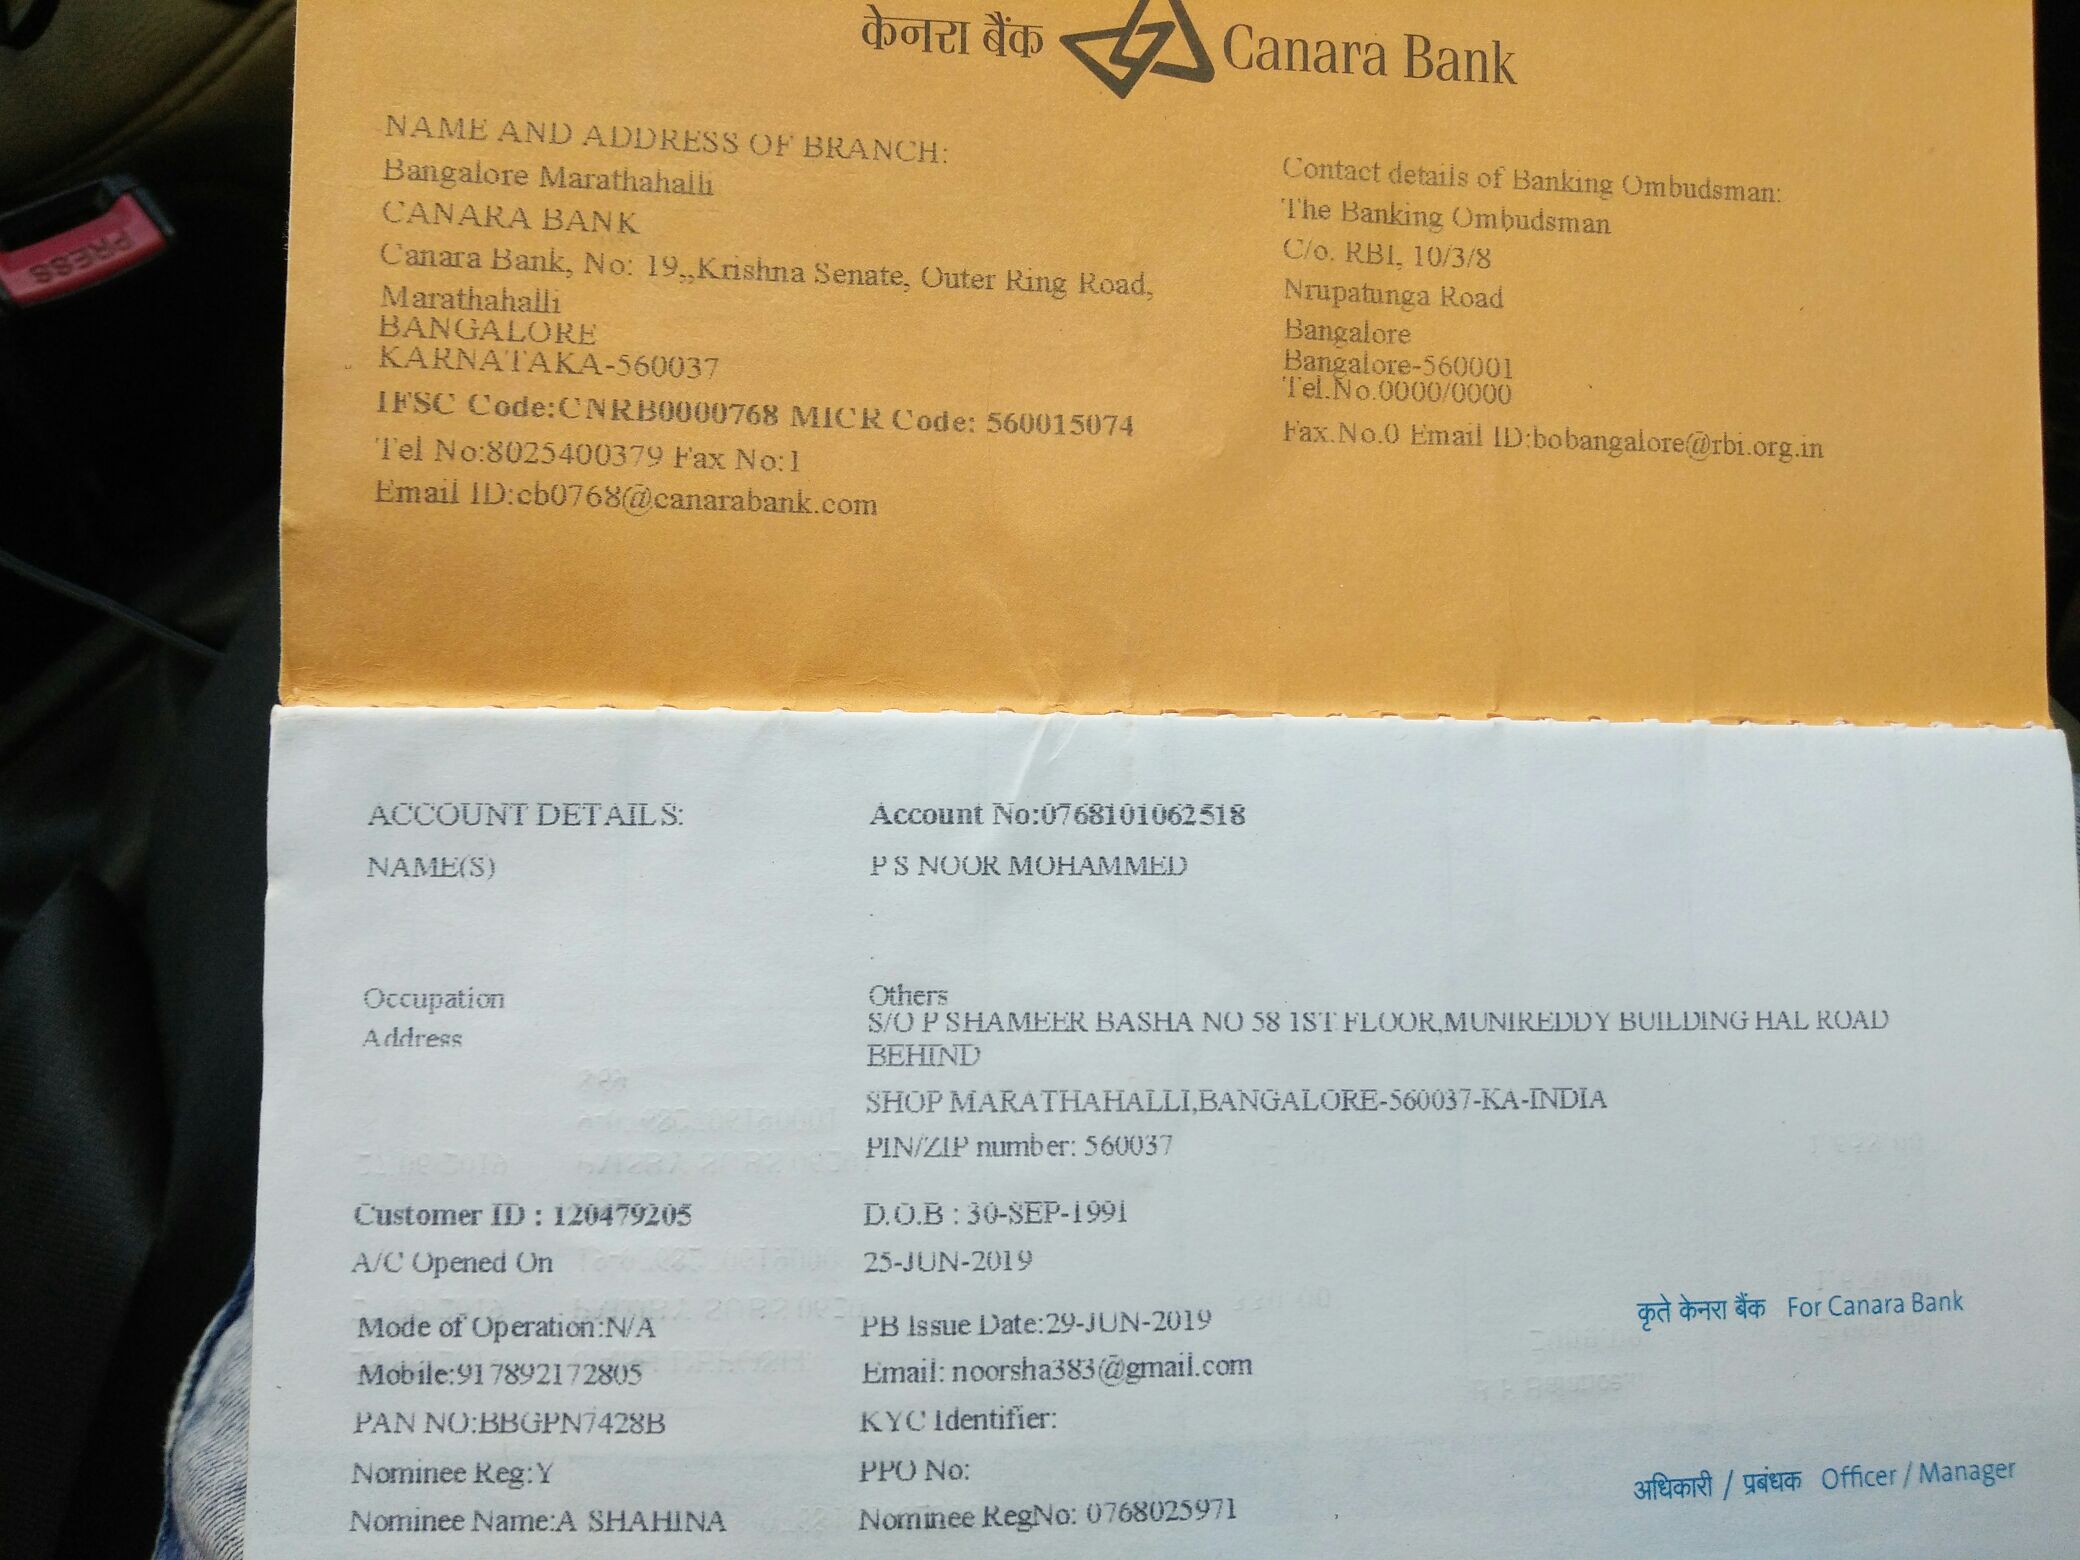 केनरा बैंक Canara Bank
NAME AND ADDRESS OF BRANCH:
Bangalore Marathahalli
CANARA BANK
Canara Bank, No: 19,,Krishna Senate, Outer Ring Road,
Marathahalli
BANGALORE
KARNATAKA-560037
IFSC Code:CNRB0000768 MICR Code: 560015074
Tel No:8025400379 Fax No:1
Email ID:cb0768@canarabank.com
Contact details of Banking Ombudsman:
The Banking Ombudsman
C/o. RBI, 10/3/8
Nrupatunga Road
Bangalore
Bangalore-560001
Tel.No.0000/0000
Fax.No.0 Email ID:bobangalore@rbi.org.in
PRESS
ACCOUNT DETAILS: Account No:0768101062518
NAME(S) P S NOOR MOHAMMED
Occupation Others
Address S/O P SHAMEER BASHA NO 58 1ST FLOOR,MUNIREDDY BUILDING HAL ROAD
BEHIND
SHOP MARATHAHALLI,BANGALORE-560037-KA-INDIA
PIN/ZIP number: 560037
Customer ID : 120479205 D.O.B : 30-SEP-1991
A/C Opened On 25-JUN-2019
Mode of Operation:N/A PB Issue Date:29-JUN-2019
Mobile:917892172805 Email: noorsha383@gmail.com
PAN NO:BBGPN7428B KYC Identifier:
Nominee Reg:Y PPO No:
Nominee Name:A SHAHINA Nominee RegNo: 0768025971
कृते केनरा बैंक For Canara Bank
अधिकारी / प्रबंधक Officer / Manager